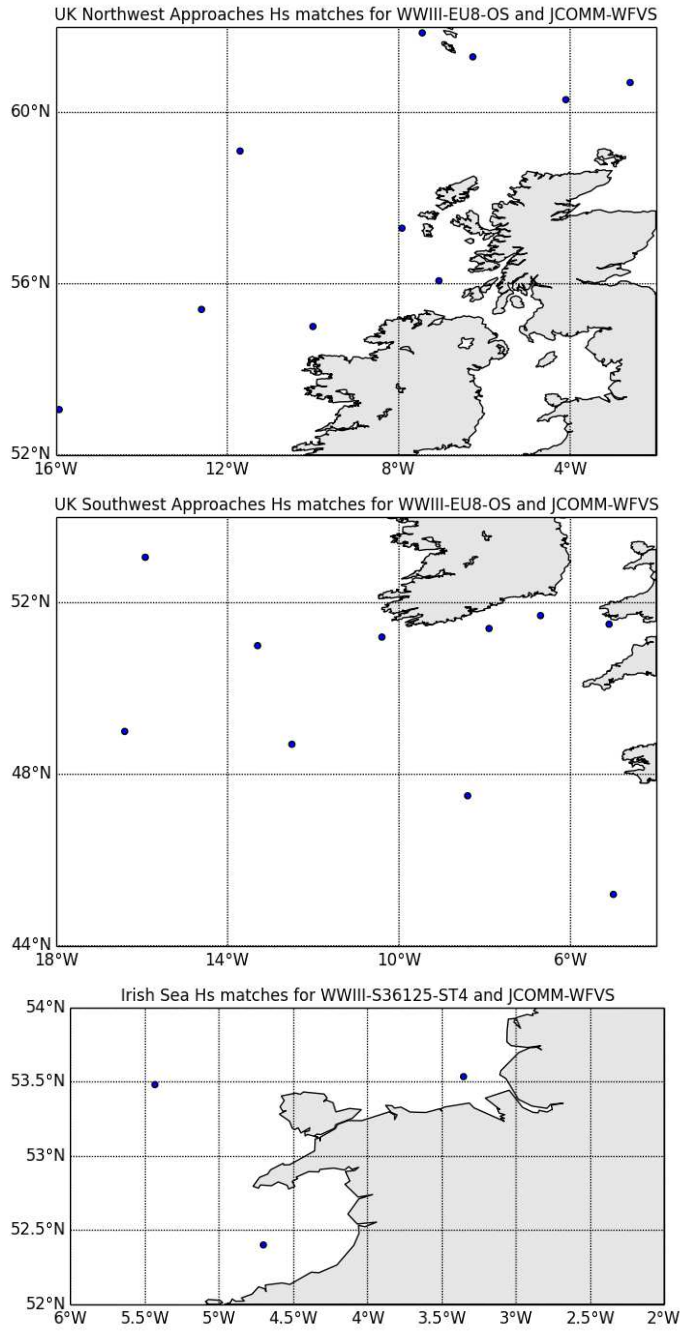 UK Northwest Approaches Hs matches for WWIII-EU8-OS and JCOMM-WFVS
60°N
56°N
52°N
16°W 12°W 8°W 4°W
UK Southwest Approaches Hs matches for WWIII-EU8-OS and JCOMM-WFVS
52°N
48°N
44°N
18°W 14°W 10°W 6°W
Irish Sea Hs matches for WWIII-S36125-ST4 and JCOMM-WFVS
54°N
53.5°N
53°N
52.5°N
52°N
6°W 5.5°W 5°W 4.5°W 4°W 3.5°W 3°W 2.5°W 2°W